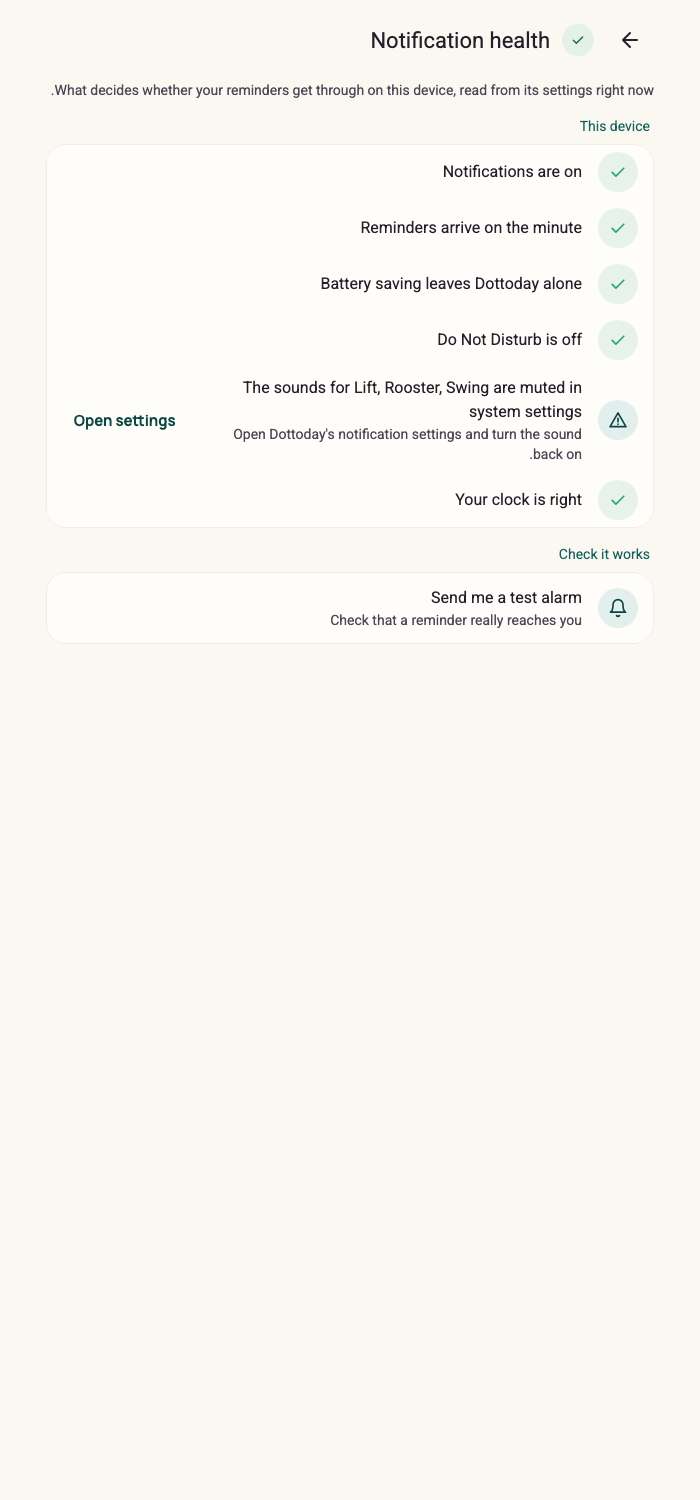 Notification health
What decides whether your reminders get through on this device, read from its settings right now.
This device
Notifications are on
Reminders arrive on the minute
Battery saving leaves Dottoday alone
Do Not Disturb is off
The sounds for Lift, Rooster, Swing are muted in
system settings
Open Dottoday's notification settings and turn the sound
back on.
Open settings
Your clock is right
Check it works
Send me a test alarm
Check that a reminder really reaches you